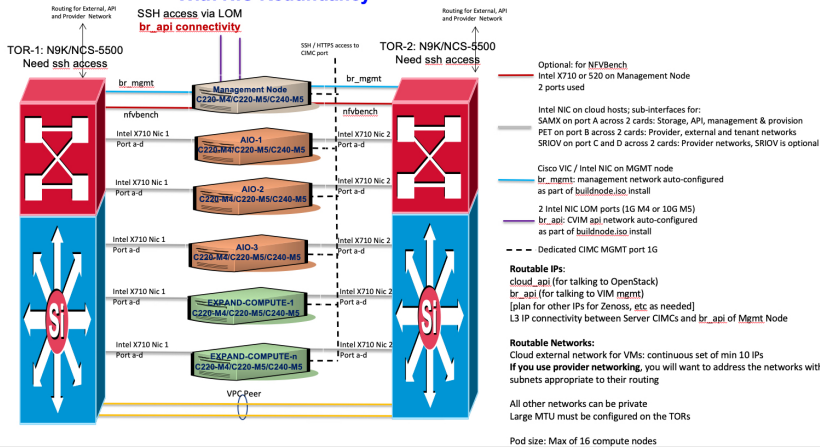 With NIC Redundancy
Routing for External, API
and Provider Network
SSH access via LOM
br_api connectivity
Routing for External, API
and Provider Network
TOR-1: N9K/NCS-5500
Need ssh access
SSH / HTTPS access to
CIMC port
TOR-2: N9K/NCS-5500
Need ssh access
br_mgmt
br_mgmt
Management Node
C220-M4/C220-M5/C240-M5
nfvbench
nfvbench
Intel X710 Nic 1
Port a-d
AIO-1
C220-M4/C220-M5/C240-M5
Intel X710 Nic 2
Port a-d
Intel X710 Nic 1
Port a-d
AIO-2
C220-M4/C220-M5/C240-M5
Intel X710 Nic 2
Port a-d
Intel X710 Nic 1
Port a-d
AIO-3
C220-M4/C220-M5/C240-M5
Intel X710 Nic 2
Port a-d
Intel X710 Nic 1
Port a-d
EXPAND-COMPUTE-1
C220-M4/C220-M5/C240-M5
Intel X710 Nic 2
Port a-d
Intel X710 Nic 1
Port a-d
EXPAND-COMPUTE-n
C220-M4/C220-M5/C240-M5
Intel X710 Nic 2
Port a-d
Si
Si
VPC Peer
Optional: for NFVBench
Intel X710 or 520 on Management Node
2 ports used
Intel NIC on cloud hosts; sub-interfaces for:
SAMX on port A across 2 cards: Storage, API, management & provision
PET on port B across 2 cards: Provider, external and tenant networks
SRIOV on port C and D across 2 cards: Provider networks, SRIOV is optional
Cisco VIC / Intel NIC on MGMT node
br_mgmt: management network auto-configured
as part of buildnode.iso install
2 Intel NIC LOM ports (1G M4 or 10G M5)
br_api: CVIM api network auto-configured
as part of buildnode.iso install
Dedicated CIMC MGMT port 1G
Routable IPs:
cloud_api (for talking to OpenStack)
br_api (for talking to VIM mgmt)
[plan for other IPs for Zenoss, etc as needed]
L3 IP connectivity between Server CIMCs and br_api of Mgmt Node
Routable Networks:
Cloud external network for VMs: continuous set of min 10 IPs
If you use provider networking, you will want to address the networks with
subnets appropriate to their routing
All other networks can be private
Large MTU must be configured on the TORs
Pod size: Max of 16 compute nodes